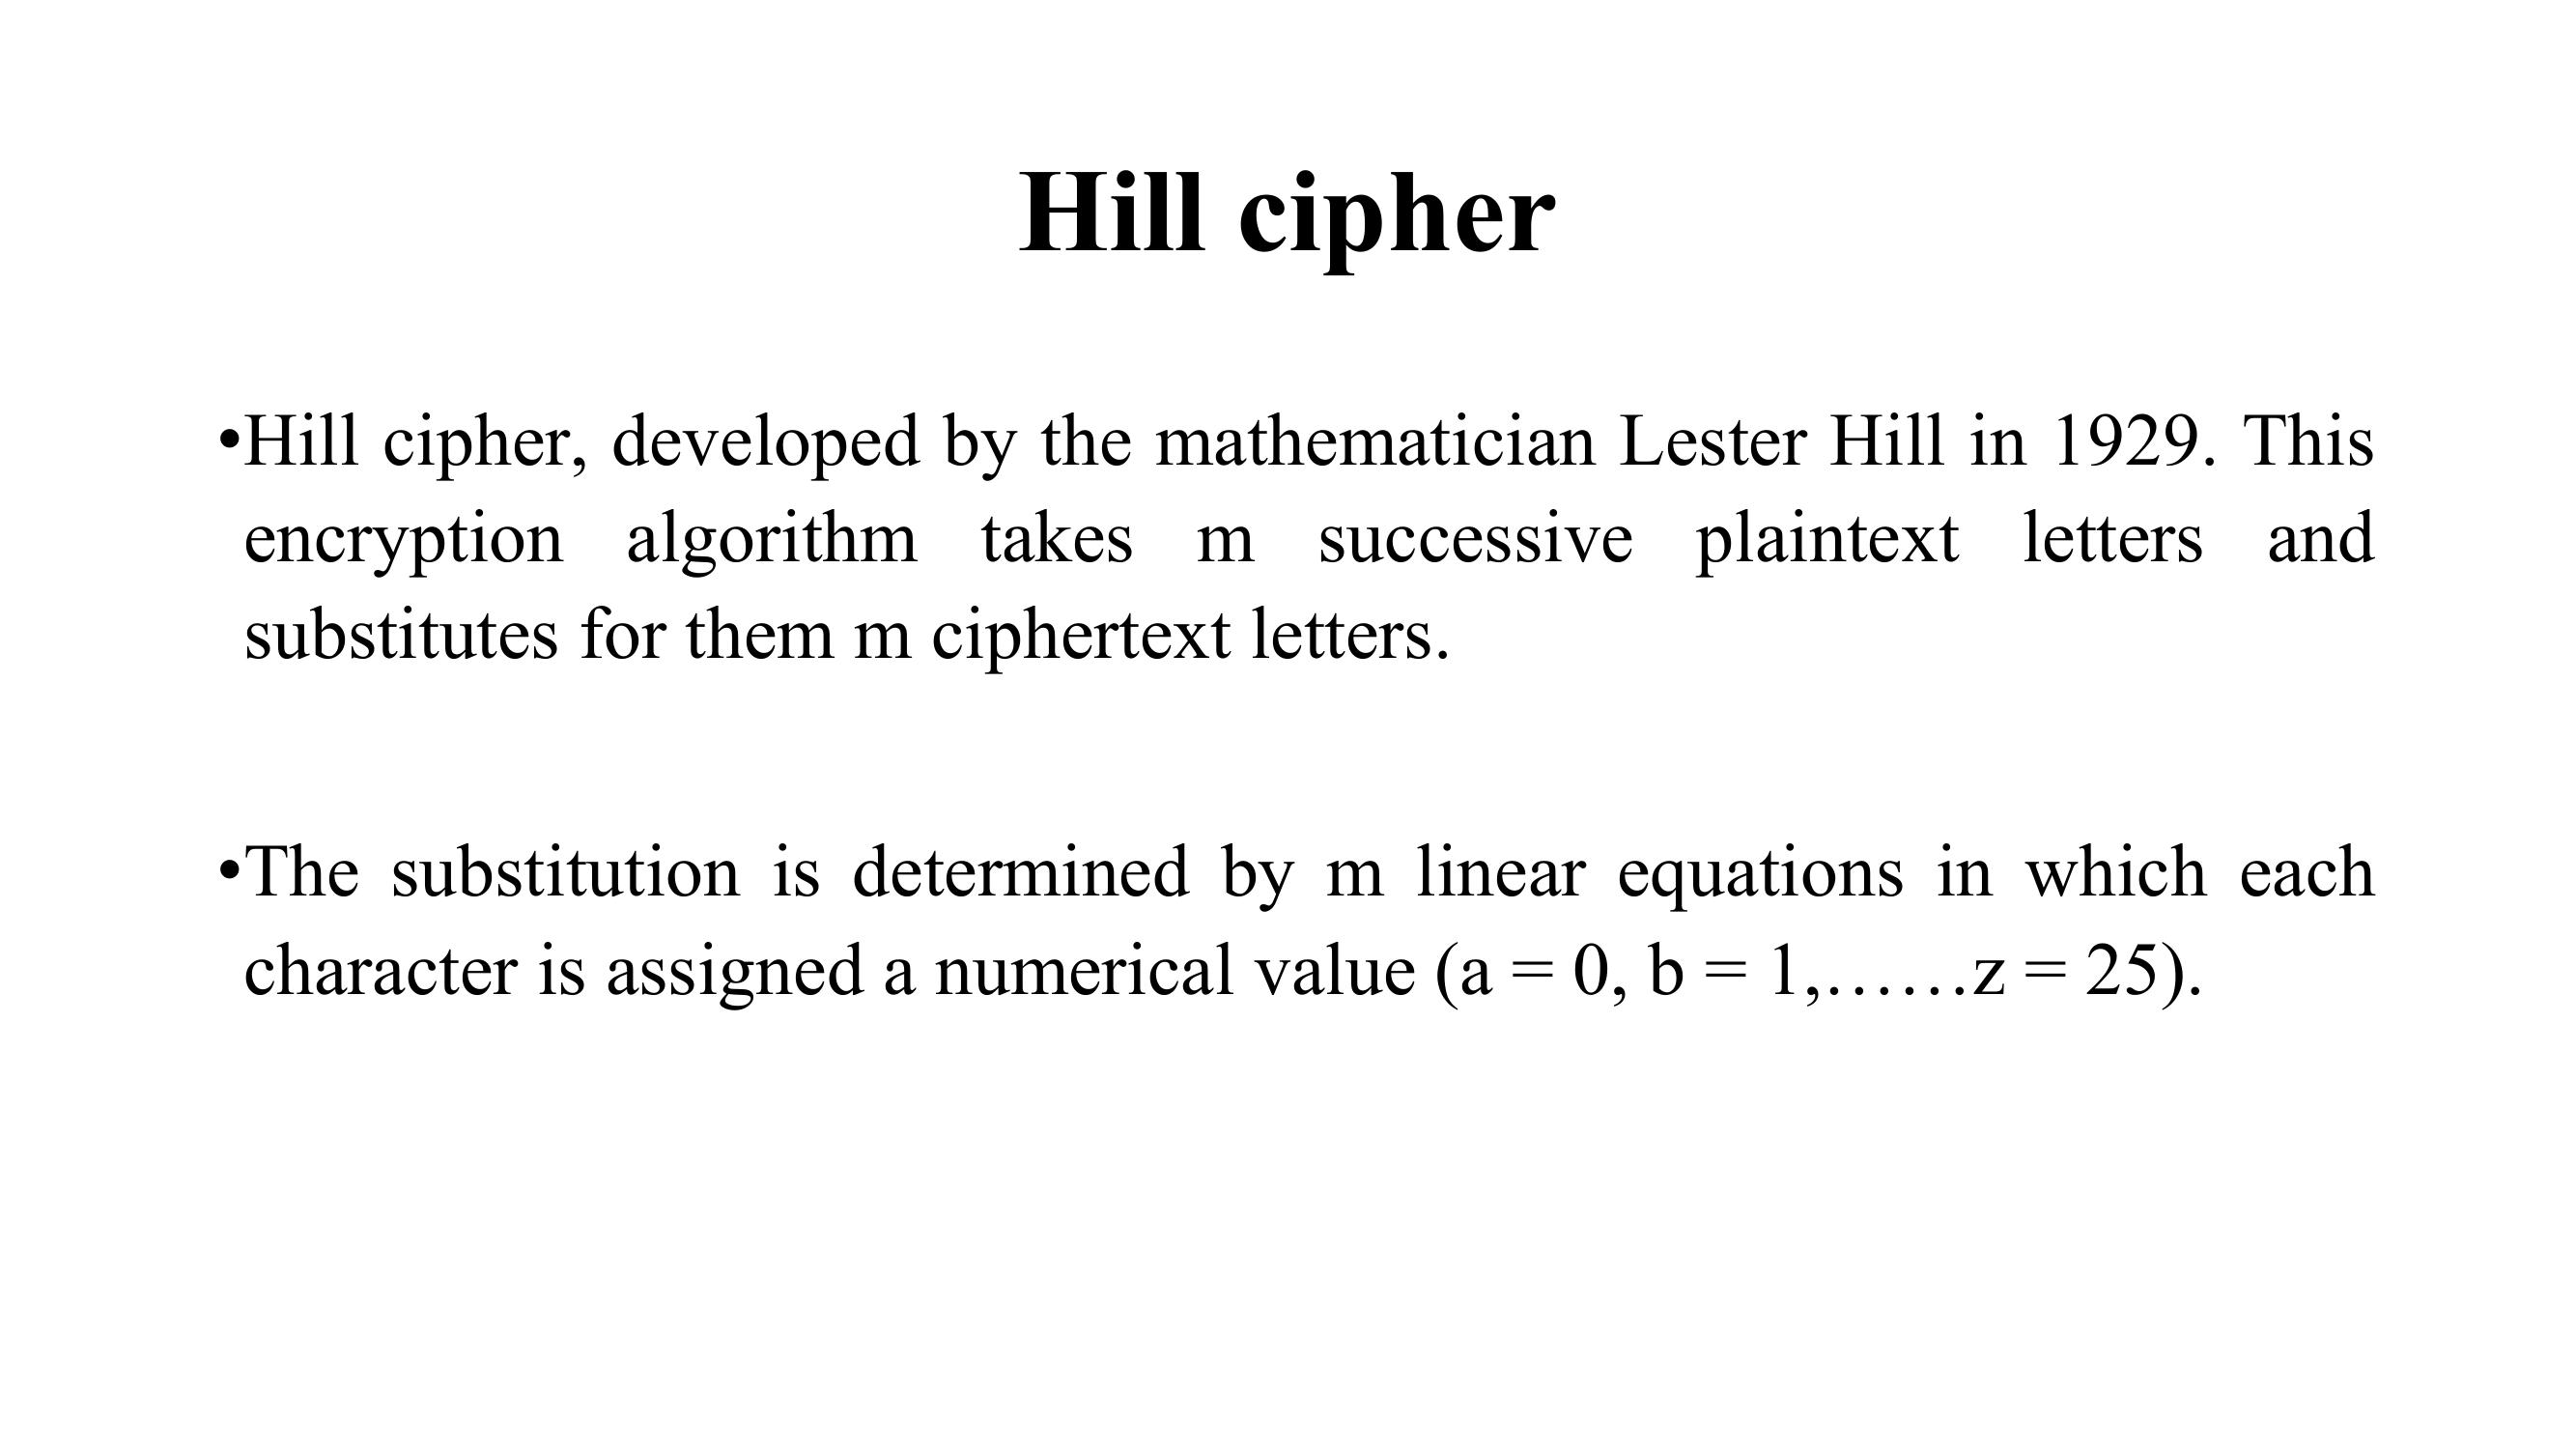 Hill cipher
•Hill cipher, developed by the mathematician Lester Hill in 1929. This
encryption algorithm takes m successive plaintext letters and
substitutes for them m ciphertext letters.
•The substitution is determined by m linear equations in which each
character is assigned a numerical value (a = 0, b = 1,……z = 25).